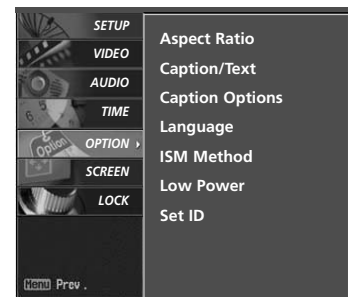 SETUP
VIDEO
AUDIO
TIME
OPTION
SCREEN
LOCK
Menu Prev.
Aspect Ratio
Caption/Text
Caption Options
Language
ISM Method
Low Power
Set ID